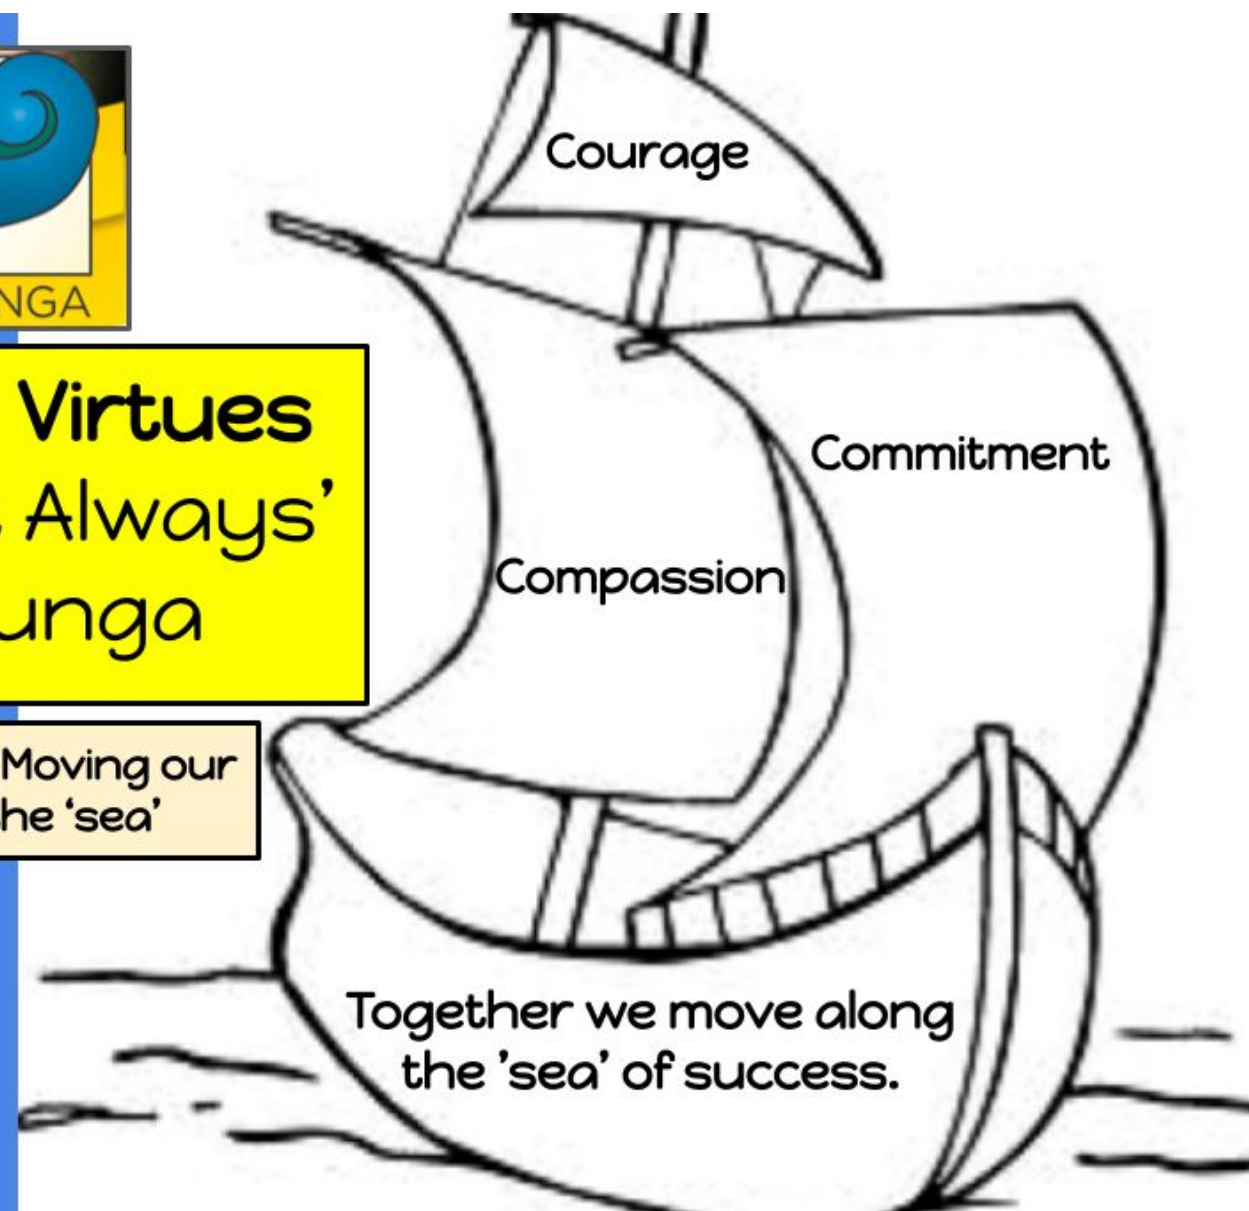 Courage
NGA
Virtues
Always’
unga
Commitment
Compassion
Moving our
he ‘sea’
Together we move along
the ’sea’ of success.